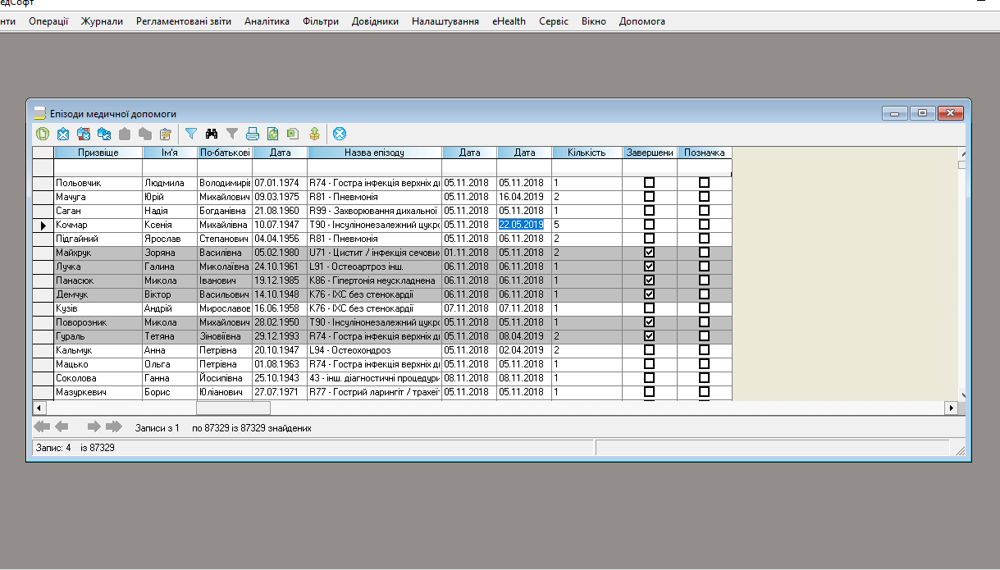 едСофт
нти Операції Журнали Регламентовані звіти Аналітика Фільтри Довідники Налаштування eHealth Сервіс Вікно Допомога
Епізоди медичної допомоги
Призвіще Ім'я По-батькові Дата Назва епізоду Дата Дата Кількість Завершени Позначка
Польовчик Людмила Володимирів 07.01.1974 R74 - Гостра інфекція верхніх ді 05.11.2018 05.11.2018 1
Мачуга Юрій Михайлович 09.03.1975 R81 - Пневмонія 05.11.2018 16.04.2019 2
Саган Надія Богданівна 21.08.1960 R99 - Захворювання дихальної 05.11.2018 05.11.2018 1
Кочмар Ксенія Михайлівна 10.07.1947 T90 - Інсулінонезалежний цукро 05.11.2018 22.05.2019 5
Підгайний Ярослав Степанович 04.04.1956 R81 - Пневмонія 05.11.2018 06.11.2018 2
Майхрук Зоряна Василівна 05.02.1980 U71 - Цистит / інфекція сечових 01.11.2018 05.11.2018 2
Лучка Галина Миколаївна 24.10.1961 L91 - Остеоартроз інш. 06.11.2018 06.11.2018 1
Панасюк Микола Іванович 19.12.1985 K86 - Гіпертонія неускладнена 06.11.2018 06.11.2018 1
Демчук Віктор Васильович 14.10.1948 K76 - ІХС без стенокардії 06.11.2018 06.11.2018 1
Кузів Андрій Мирославов 16.06.1958 K76 - ІХС без стенокардії 07.11.2018 07.11.2018 1
Поворозник Микола Михайлович 28.02.1950 T90 - Інсулінонезалежний цукро 05.11.2018 05.11.2018 1
Гураль Тетяна Зіновіївна 29.12.1993 R74 - Гостра інфекція верхніх ді 05.11.2018 08.04.2019 2
Кальмук Анна Петрівна 20.10.1947 L94 - Остеохондроз 05.11.2018 02.04.2019 2
Мацько Ольга Петрівна 01.08.1963 R74 - Гостра інфекція верхніх ді 05.11.2018 05.11.2018 1
Соколова Ганна Йосипівна 25.10.1943 43 - інш. діагностичні процедури 08.11.2018 08.11.2018 1
Мазуркевич Борис Юліанович 27.07.1971 R77 - Гострий ларингіт / трахеї 05.11.2018 05.11.2018 1
Записи з 1 по 87329 із 87329 знайдених
Запис: 4 із 87329